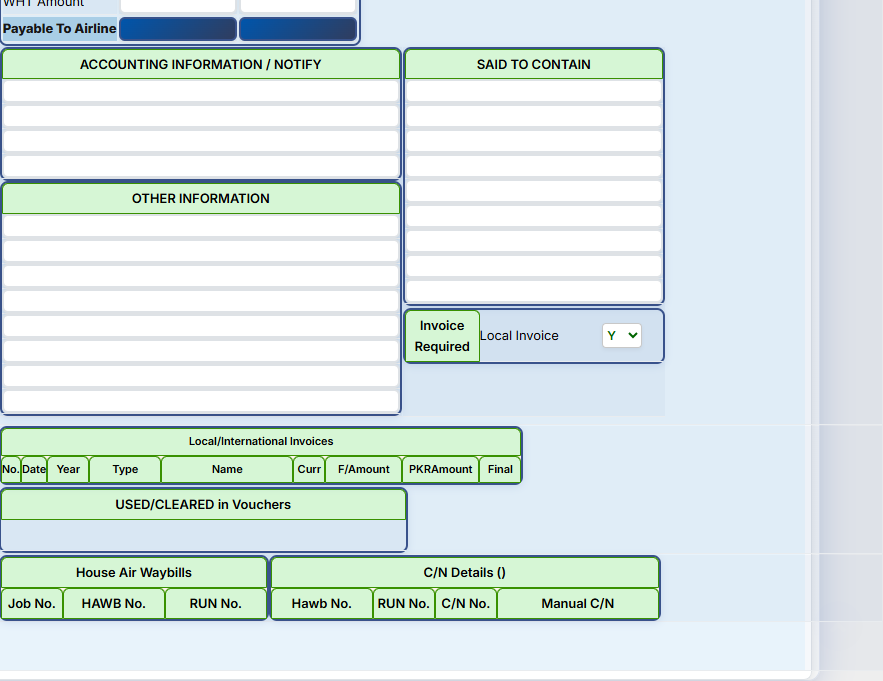 WHT Amount
Payable To Airline
ACCOUNTING INFORMATION / NOTIFY
SAID TO CONTAIN
OTHER INFORMATION
Invoice Required
Local Invoice
Y
Local/International Invoices
No. Date Year Type Name Curr F/Amount PKRAmount Final
USED/CLEARED in Vouchers
House Air Waybills
C/N Details ()
Job No. HAWB No. RUN No.
Hawb No. RUN No. C/N No. Manual C/N